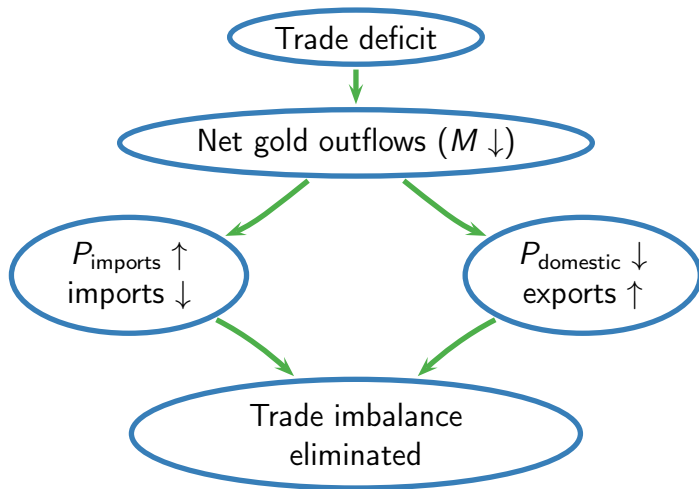 Trade deficit
Net gold outflows (M ↓)
P_imports ↑
imports ↓
P_domestic ↓
exports ↑
Trade imbalance
eliminated